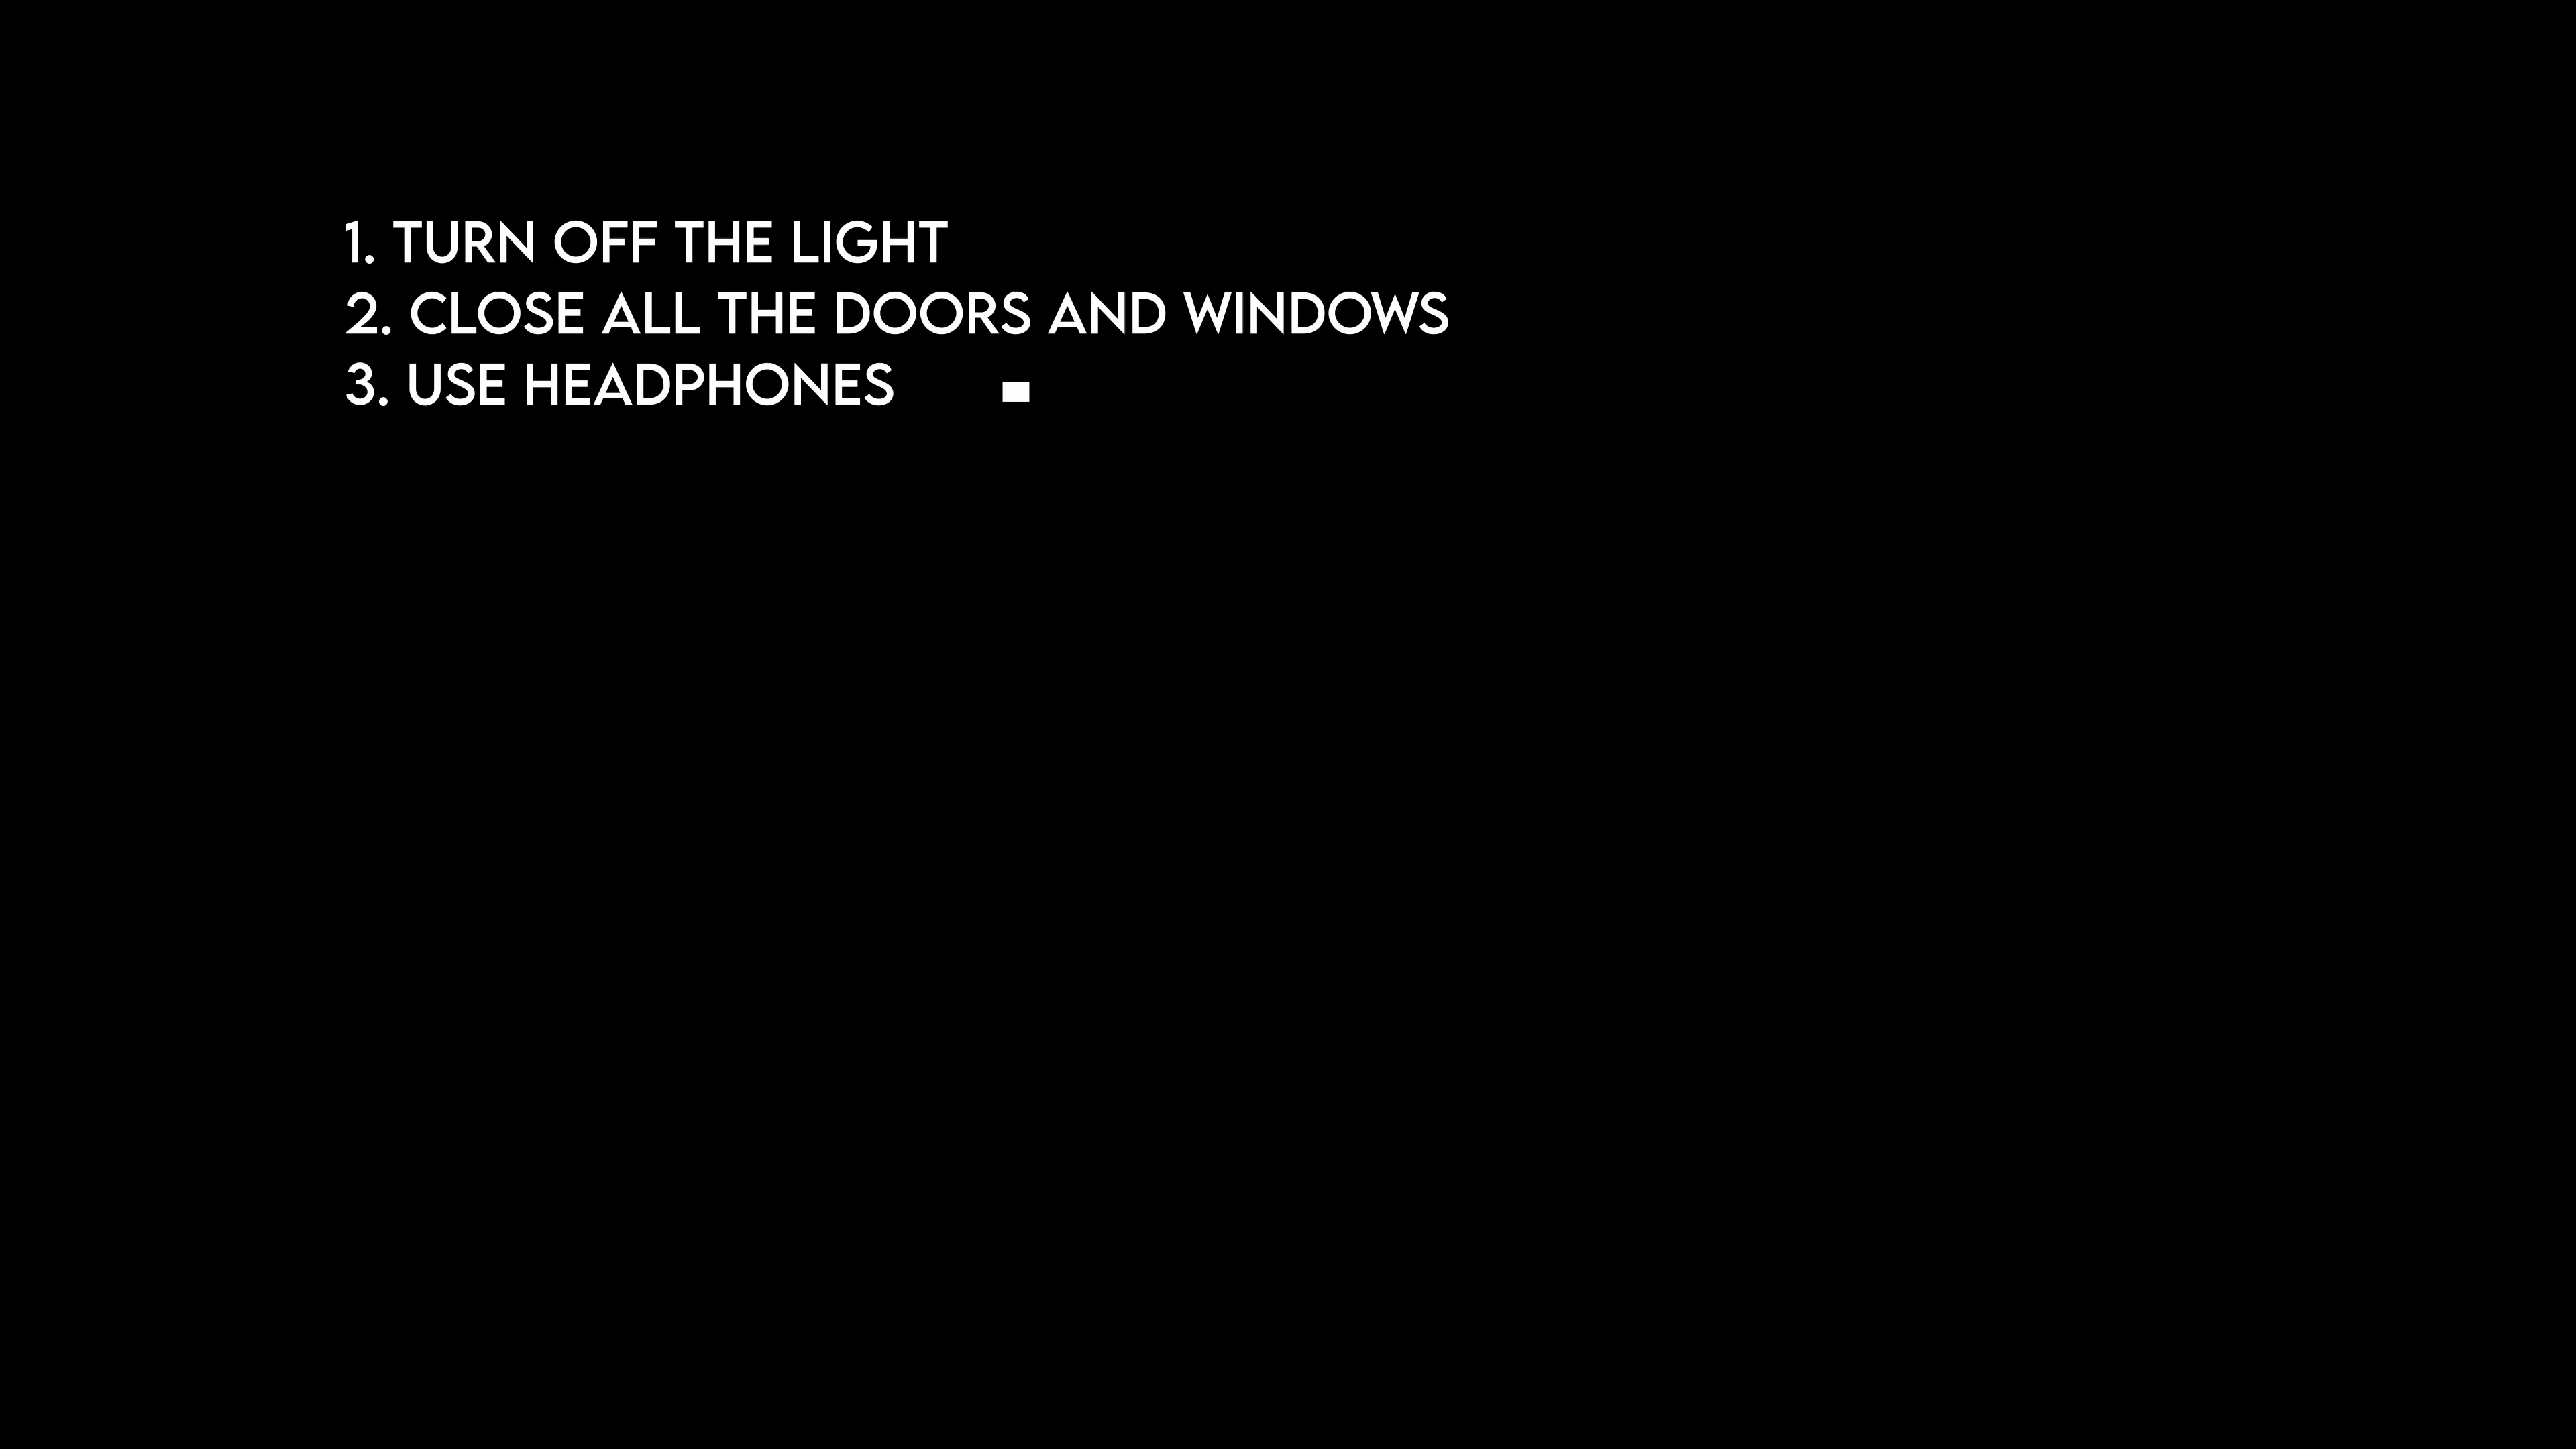 1. TURN OFF THE LIGHT
2. CLOSE ALL THE DOORS AND WINDOWS
3. USE HEADPHONES